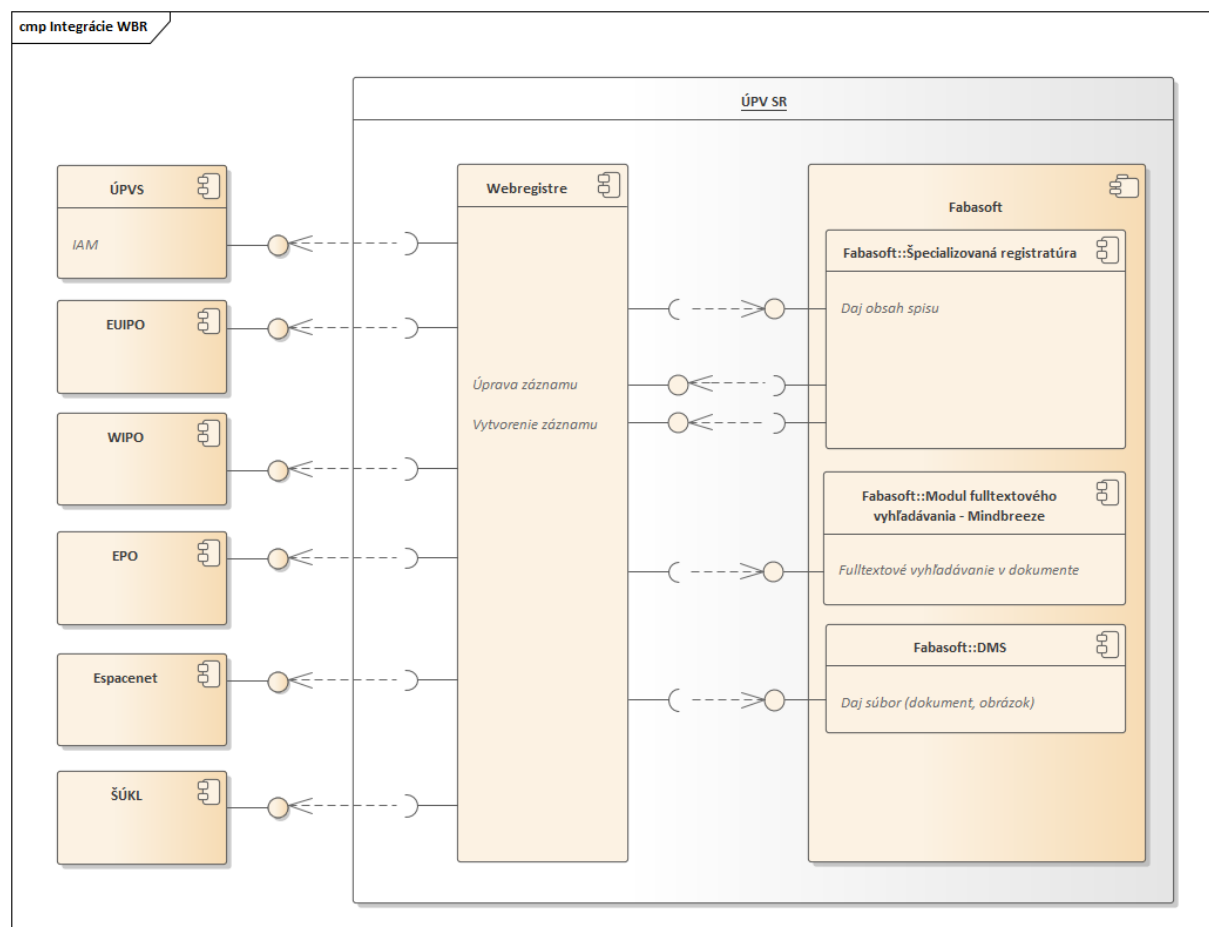 cmp Integrácie WBR
ÚPV SR
ÚPVS
IAM
EUIPO
WIPO
EPO
Espacenet
ŠÚKL
Webregistre
Úprava záznamu
Vytvorenie záznamu
Fabasoft
Fabasoft::Špecializovaná registratúra
Daj obsah spisu
Fabasoft::Modul fulltextového
vyhľadávania - Mindbreeze
Fulltextové vyhľadávanie v dokumente
Fabasoft::DMS
Daj súbor (dokument, obrázok)